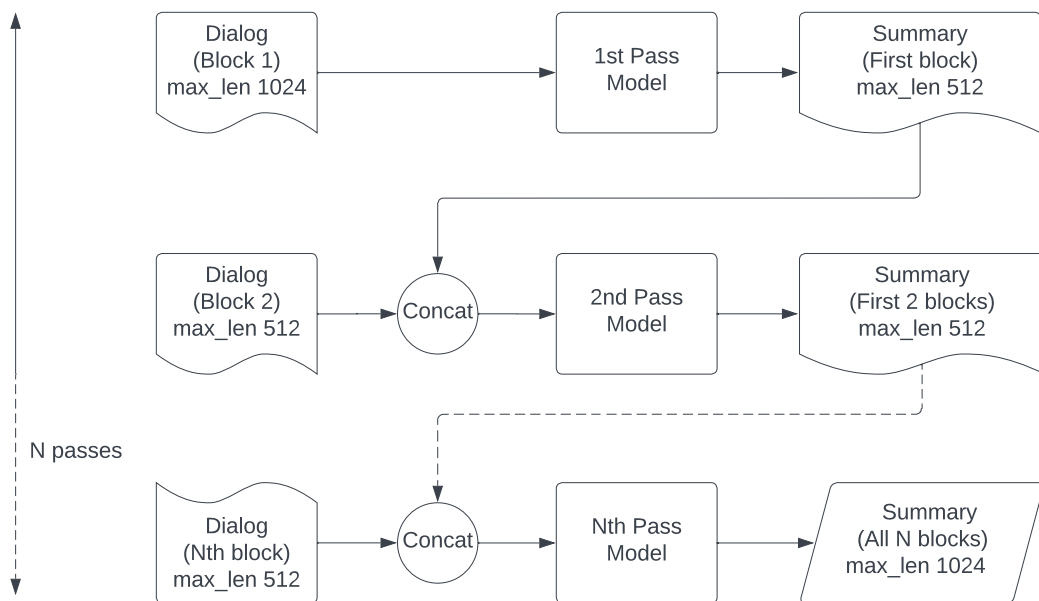 Dialog
(Block 1)
max_len 1024
1st Pass
Model
Summary
(First block)
max_len 512
Dialog
(Block 2)
max_len 512
Concat
2nd Pass
Model
Summary
(First 2 blocks)
max_len 512
N passes
Dialog
(Nth block)
max_len 512
Concat
Nth Pass
Model
Summary
(All N blocks)
max_len 1024